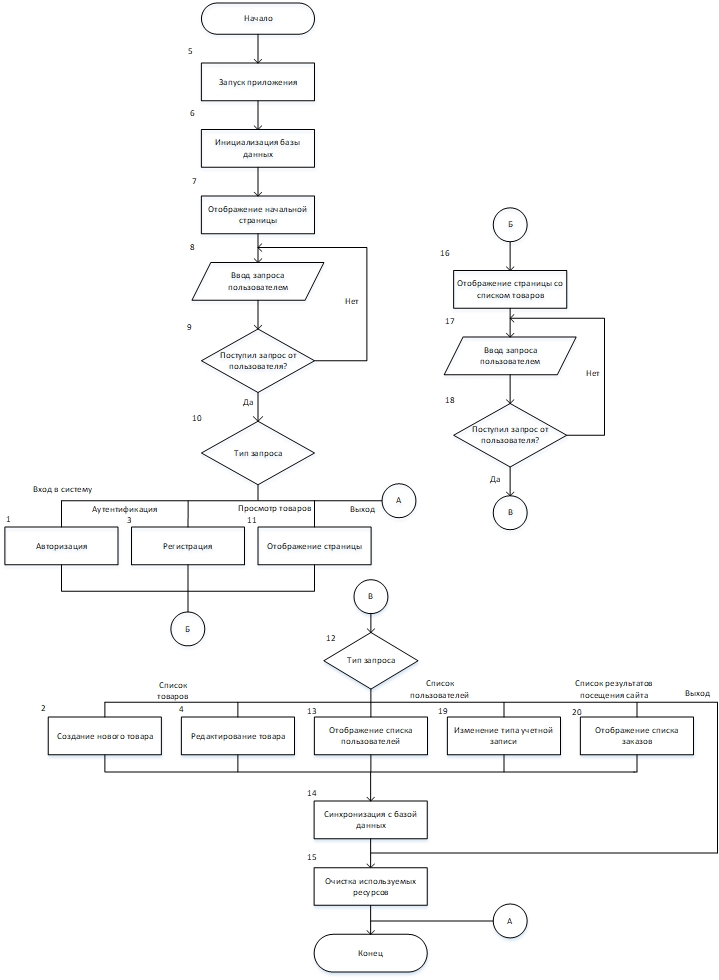 Начало
5
Запуск приложения
6
Инициализация базы
данных
7
Отображение начальной
страницы
8
Ввод запроса
пользователем
Нет
9
Поступил запрос от
пользователя?
Да
10
Тип запроса
Вход в систему
Аутентификация
Просмотр товаров
Выход
А
1
Авторизация
3
Регистрация
11
Отображение страницы
Б
Б
16
Отображение страницы со
списком товаров
17
Ввод запроса
пользователем
Нет
18
Поступил запрос от
пользователя?
Да
В
В
12
Тип запроса
Список
товаров
Список
пользователей
Список результатов
посещения сайта
Выход
2
Создание нового товара
4
Редактирование товара
13
Отображение списка
пользователей
19
Изменение типа учетной
записи
20
Отображение списка
заказов
14
Синхронизация с базой
данных
15
Очистка используемых
ресурсов
А
Конец